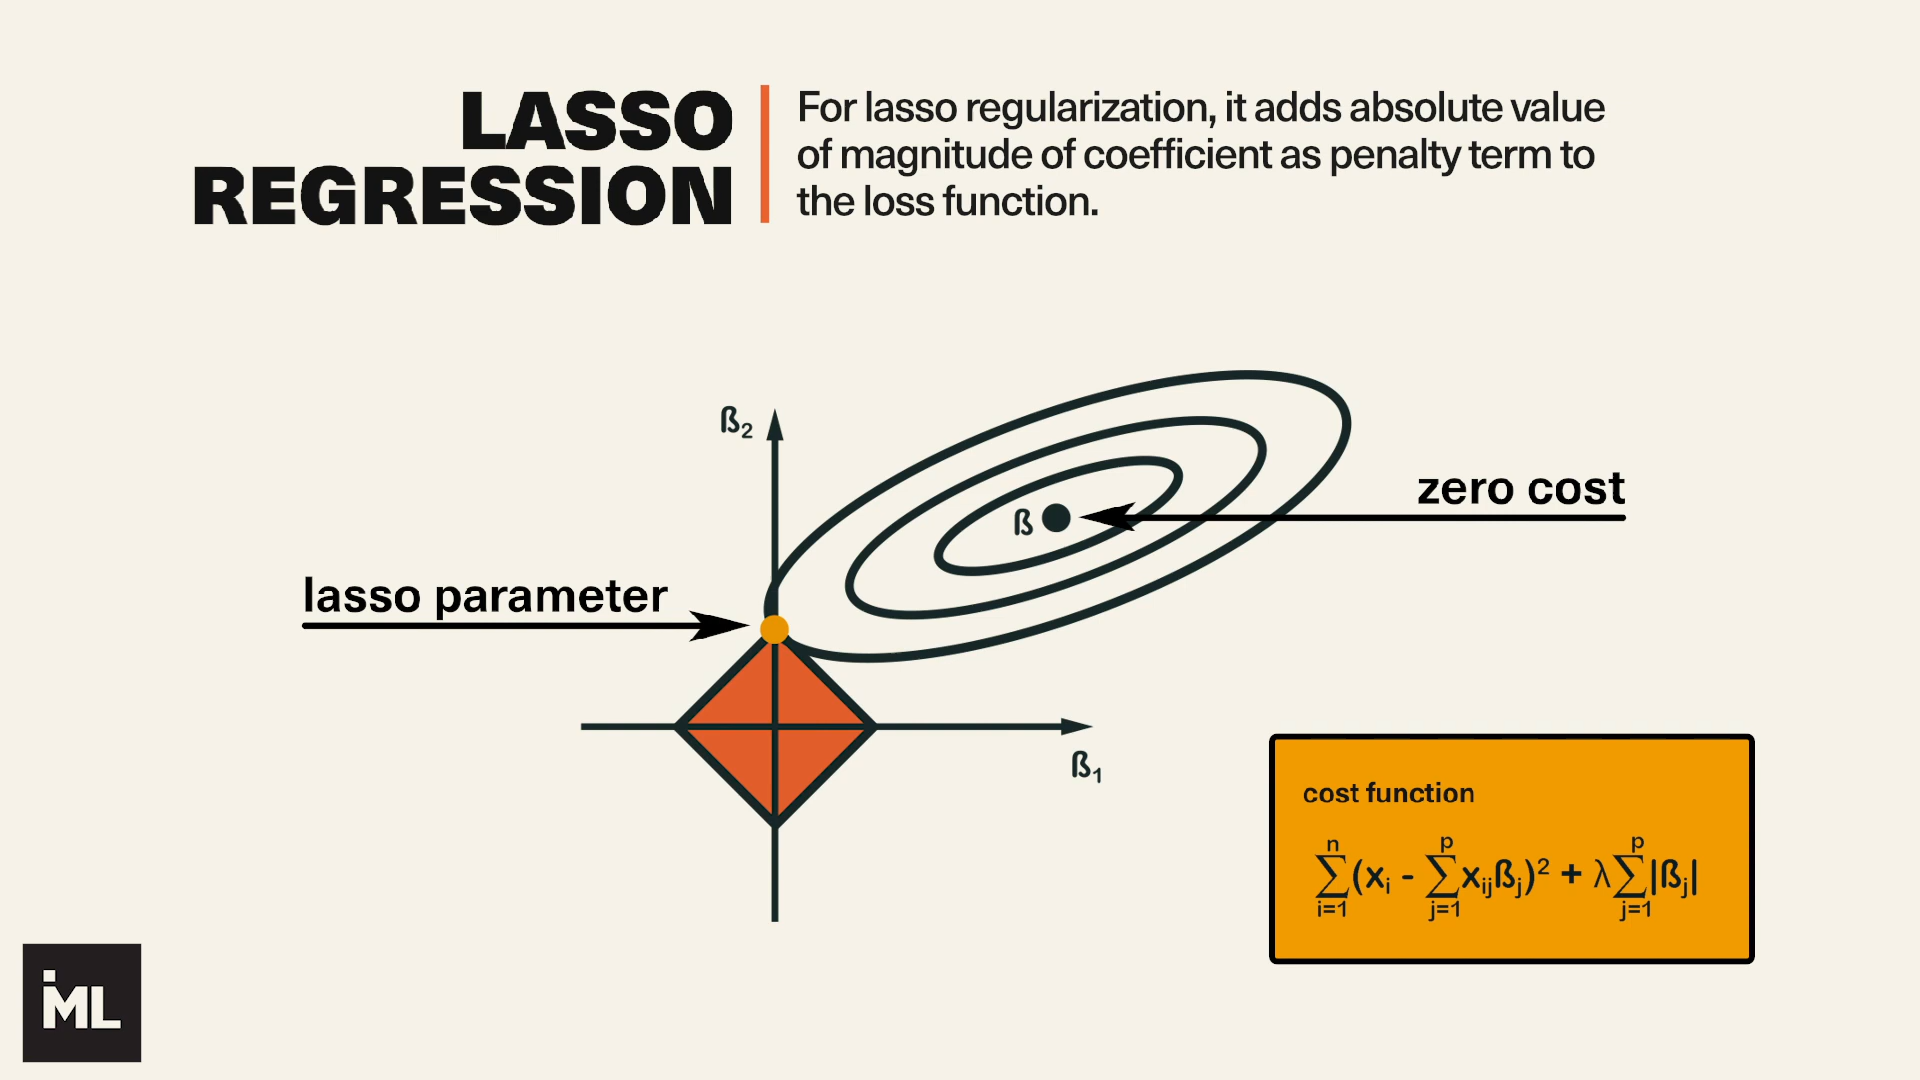 LASSO
REGRESSION
For lasso regularization, it adds absolute value
of magnitude of coefficient as penalty term to
the loss function.
ß₂
zero cost
ß
lasso parameter
ß₁
cost function
n p p
∑(xᵢ - ∑xᵢⱼßⱼ)² + λ∑|ßⱼ|
i=1 j=1 j=1
iML